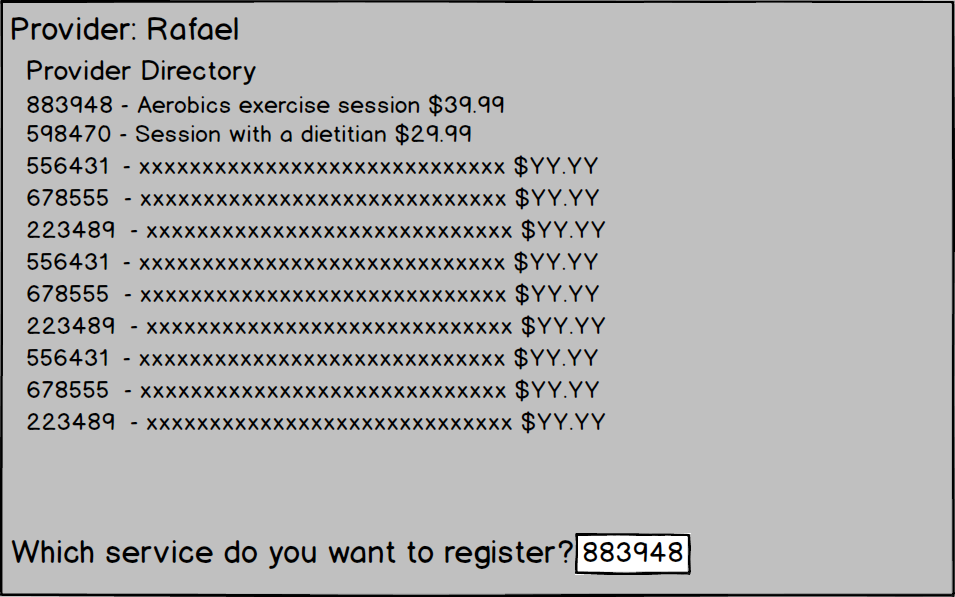 Provider: Rafael
Provider Directory
883948 - Aerobics exercise session $39.99
598470 - Session with a dietitian $29.99
556431 - xxxxxxxxxxxxxxxxxxxxxxxxxxxxx $YY.YY
678555 - xxxxxxxxxxxxxxxxxxxxxxxxxxxxx $YY.YY
223489 - xxxxxxxxxxxxxxxxxxxxxxxxxxxxx $YY.YY
556431 - xxxxxxxxxxxxxxxxxxxxxxxxxxxxx $YY.YY
678555 - xxxxxxxxxxxxxxxxxxxxxxxxxxxxx $YY.YY
223489 - xxxxxxxxxxxxxxxxxxxxxxxxxxxxx $YY.YY
556431 - xxxxxxxxxxxxxxxxxxxxxxxxxxxxx $YY.YY
678555 - xxxxxxxxxxxxxxxxxxxxxxxxxxxxx $YY.YY
223489 - xxxxxxxxxxxxxxxxxxxxxxxxxxxxx $YY.YY
Which service do you want to register? 883948